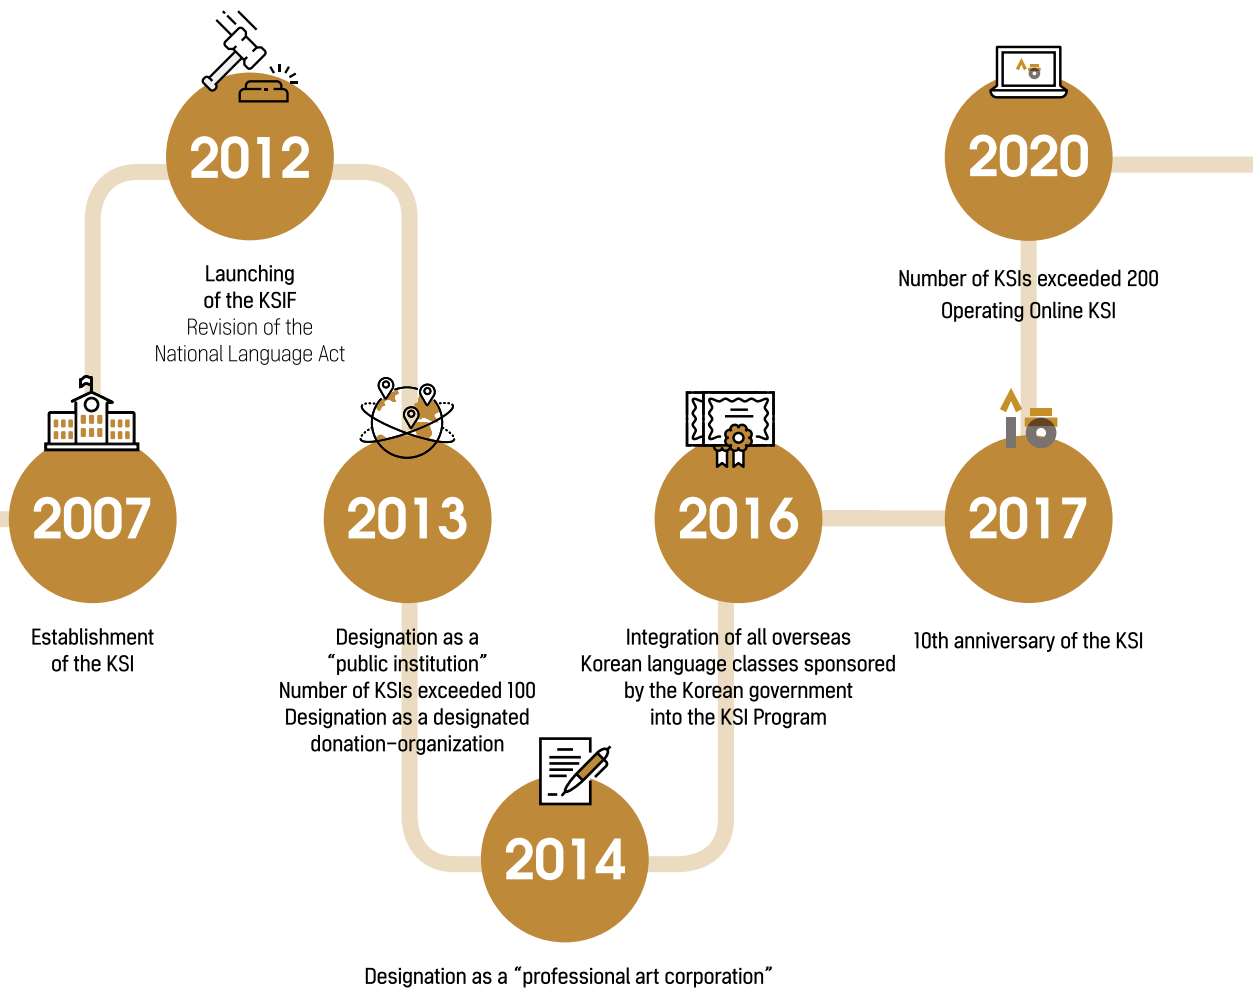 2007
Establishment
of the KSI
2012
Launching
of the KSIF
Revision of the
National Language Act
2013
Designation as a
“public institution”
Number of KSIs exceeded 100
Designation as a designated
donation-organization
2014
Designation as a “professional art corporation”
2016
Integration of all overseas
Korean language classes sponsored
by the Korean government
into the KSI Program
2017
10th anniversary of the KSI
2020
Number of KSIs exceeded 200
Operating Online KSI